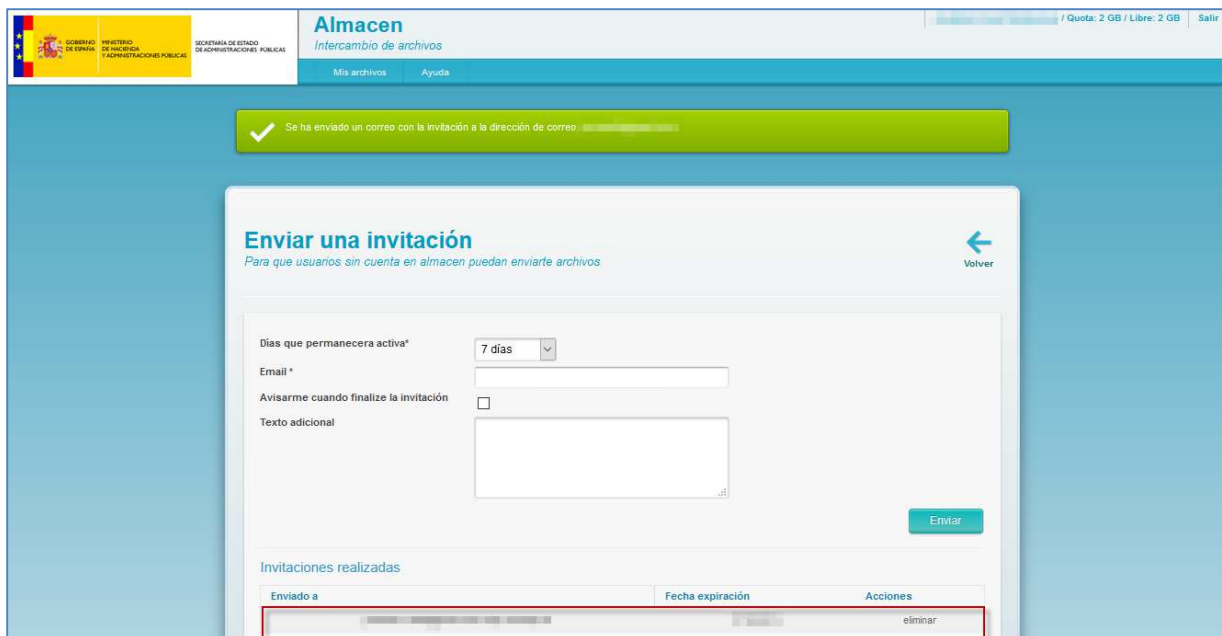 GOBIERNO DE ESPAÑA
MINISTERIO DE HACIENDA Y ADMINISTRACIONES PÚBLICAS
SECRETARÍA DE ESTADO DE ADMINISTRACIONES PÚBLICAS
Almacen
Intercambio de archivos
/ Quota: 2 GB / Libre: 2 GB
Salir
Mis archivos
Ayuda
Se ha enviado un correo con la invitación a la dirección de correo
Enviar una invitación
Para que usuarios sin cuenta en almacen puedan enviarte archivos
Volver
Días que permanecera activa*
7 días
Email *
Avisarme cuando finalize la invitación
Texto adicional
Enviar
Invitaciones realizadas
Enviado a
Fecha expiración
Acciones
eliminar